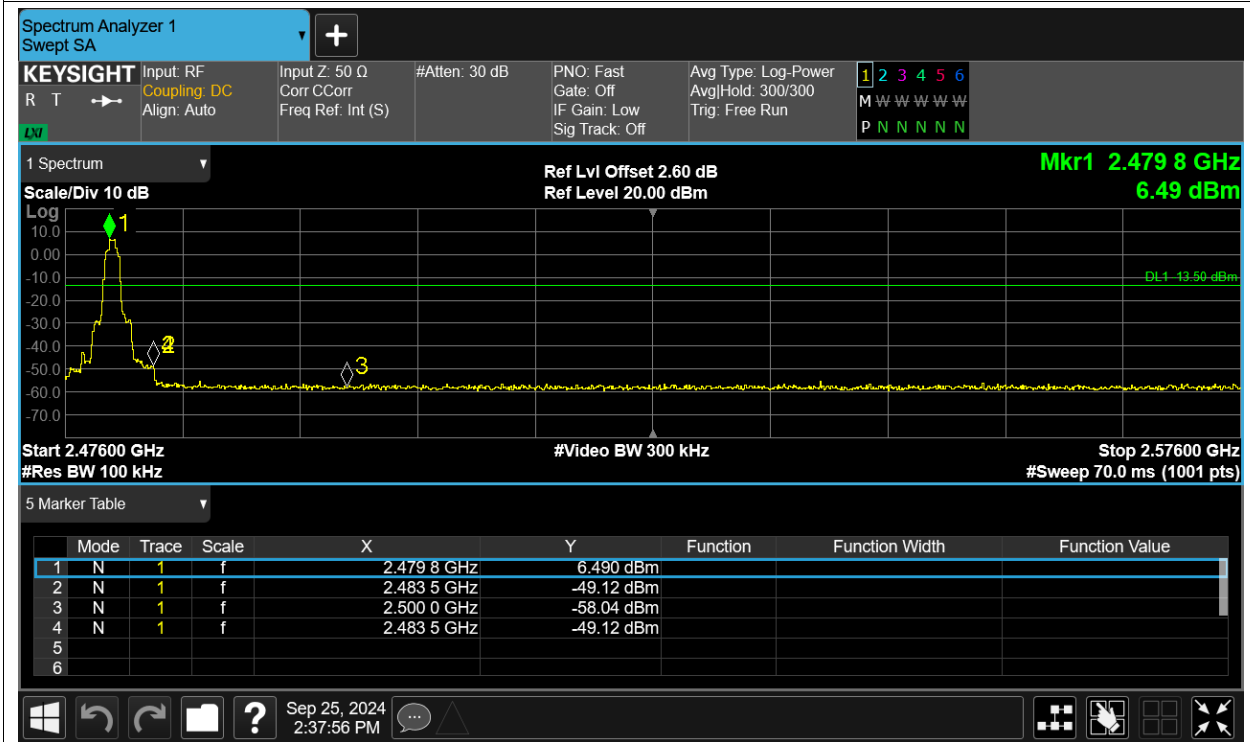 Spectrum Analyzer 1
Swept SA
KEYSIGHT Input: RF Input Z: 50 Ω #Atten: 30 dB PNO: Fast Avg Type: Log-Power 1 2 3 4 5 6
R T Coupling: DC Corr CCorr Gate: Off Avg|Hold: 300/300 M W W W W W
Align: Auto Freq Ref: Int (S) IF Gain: Low Trig: Free Run
LXI Sig Track: Off P N N N N N
1 Spectrum Ref Lvl Offset 2.60 dB Mkr1 2.479 8 GHz
Scale/Div 10 dB Ref Level 20.00 dBm 6.49 dBm
Log
1
10.0
0.00
-10.0 DL1 -13.50 dBm
-20.0
-30.0
-40.0
-50.0 3
-60.0
-70.0
Start 2.47600 GHz #Video BW 300 kHz Stop 2.57600 GHz
#Res BW 100 kHz #Sweep 70.0 ms (1001 pts)
5 Marker Table
Mode Trace Scale X Y Function Function Width Function Value
1 N 1 f 2.479 8 GHz 6.490 dBm
2 N 1 f 2.483 5 GHz -49.12 dBm
3 N 1 f 2.500 0 GHz -58.04 dBm
4 N 1 f 2.483 5 GHz -49.12 dBm
5
6
? Sep 25, 2024
2:37:56 PM